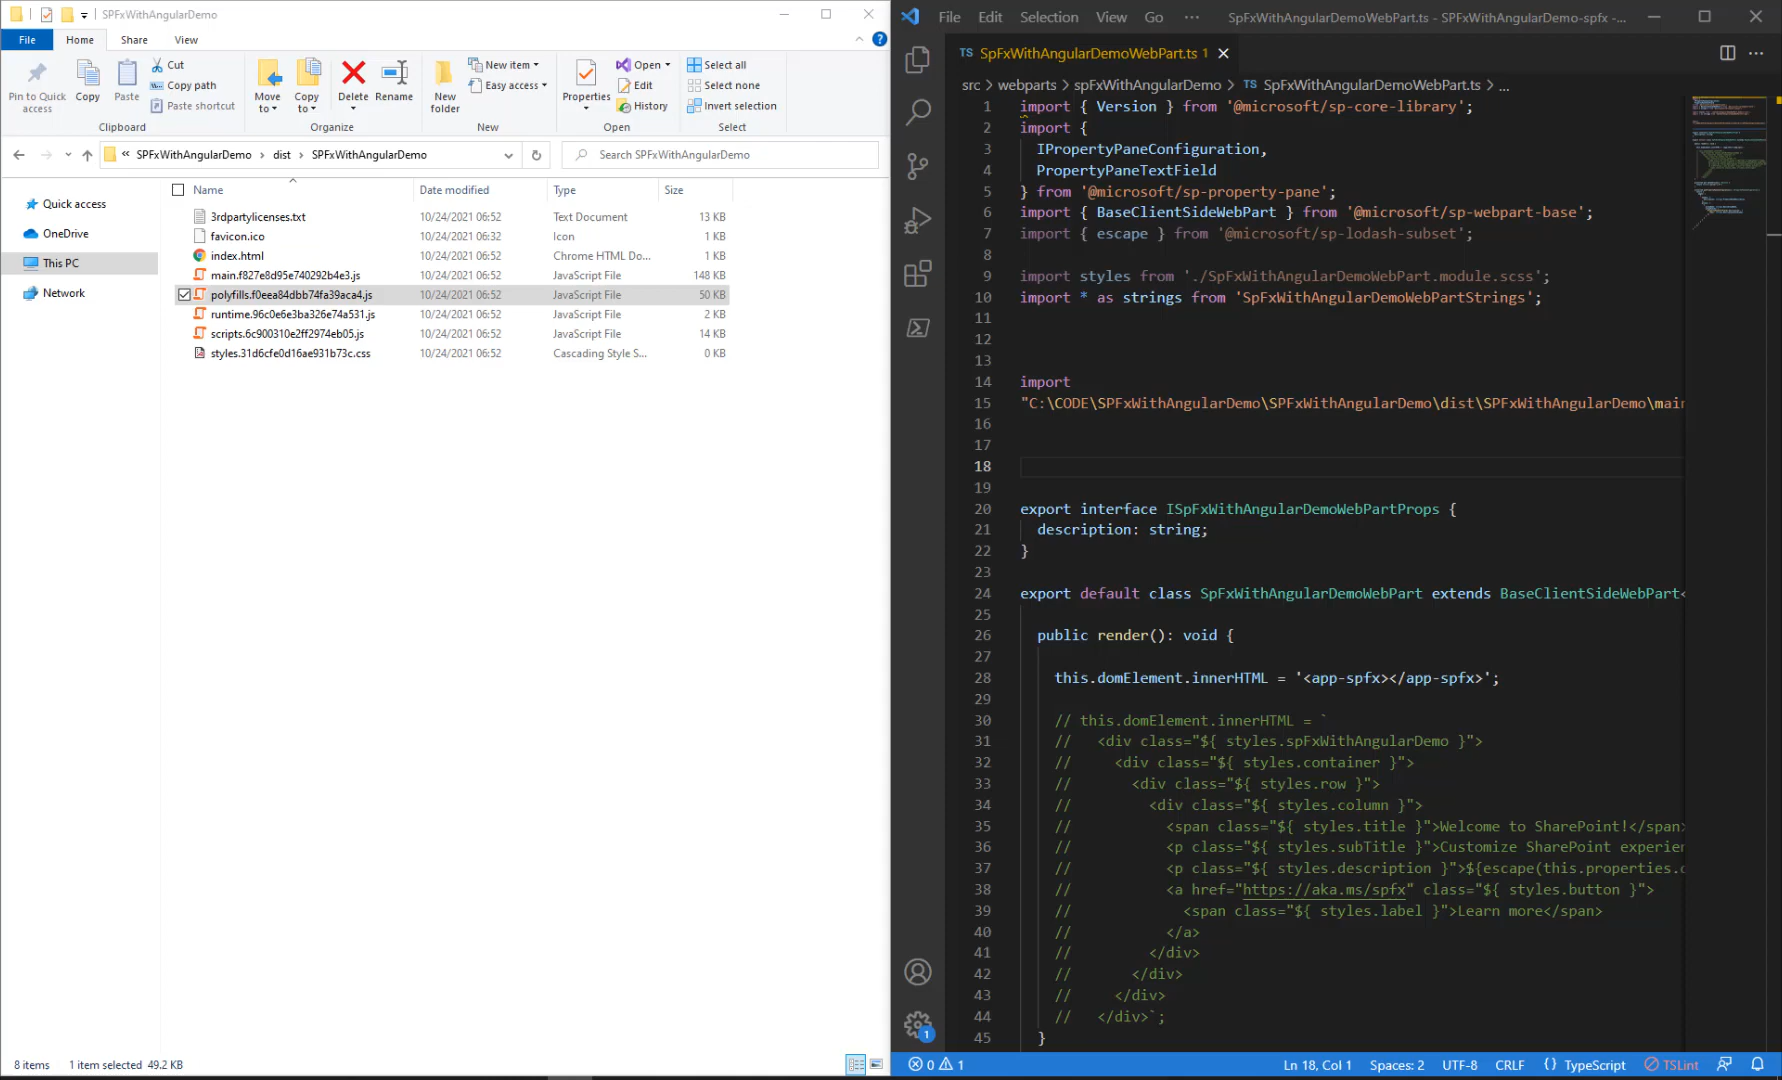 SPFxWithAngularDemo
File Home Share View
Pin to Quick access
Copy
Paste
Cut
Copy path
Paste shortcut
Clipboard
Move to
Copy to
Delete
Rename
Organize
New folder
New item
Easy access
New
Properties
Open
Edit
History
Open
Select all
Select none
Invert selection
Select
« SPFxWithAngularDemo > dist > SPFxWithAngularDemo
Search SPFxWithAngularDemo
Quick access
OneDrive
This PC
Network
Name Date modified Type Size
3rdpartylicenses.txt 10/24/2021 06:52 Text Document 13 KB
favicon.ico 10/24/2021 06:32 Icon 1 KB
index.html 10/24/2021 06:52 Chrome HTML Do... 1 KB
main.f827e8d95e740292b4e3.js 10/24/2021 06:52 JavaScript File 148 KB
polyfills.f0eea84dbb74fa39aca4.js 10/24/2021 06:52 JavaScript File 50 KB
runtime.96c0e6e3ba326e74a531.js 10/24/2021 06:52 JavaScript File 2 KB
scripts.6c900310e2ff2974eb05.js 10/24/2021 06:52 JavaScript File 14 KB
styles.31d6cfe0d16ae931b73c.css 10/24/2021 06:52 Cascading Style S... 0 KB
8 items 1 item selected 49.2 KB
File Edit Selection View Go ··· SpFxWithAngularDemoWebPart.ts - SPFxWithAngularDemo-spfx - ...
TS SpFxWithAngularDemoWebPart.ts 1
src > webparts > spFxWithAngularDemo > TS SpFxWithAngularDemoWebPart.ts > ...
1 import { Version } from '@microsoft/sp-core-library';
2 import {
3 IPropertyPaneConfiguration,
4 PropertyPaneTextField
5 } from '@microsoft/sp-property-pane';
6 import { BaseClientSideWebPart } from '@microsoft/sp-webpart-base';
7 import { escape } from '@microsoft/sp-lodash-subset';
8
9 import styles from './SpFxWithAngularDemoWebPart.module.scss';
10 import * as strings from 'SpFxWithAngularDemoWebPartStrings';
11
12
13
14 import
15 "C:\CODE\SPFxWithAngularDemo\SPFxWithAngularDemo\dist\SPFxWithAngularDemo\main
16
17
18
19
20 export interface ISpFxWithAngularDemoWebPartProps {
21 description: string;
22 }
23
24 export default class SpFxWithAngularDemoWebPart extends BaseClientSideWebPart<
25
26 public render(): void {
27
28 this.domElement.innerHTML = '<app-spfx></app-spfx>';
29
30 // this.domElement.innerHTML = `
31 // <div class="${ styles.spFxWithAngularDemo }">
32 // <div class="${ styles.container }">
33 // <div class="${ styles.row }">
34 // <div class="${ styles.column }">
35 // <span class="${ styles.title }">Welcome to SharePoint!</span>
36 // <p class="${ styles.subTitle }">Customize SharePoint experien
37 // <p class="${ styles.description }">${escape(this.properties.d
38 // <a href="https://aka.ms/spfx" class="${ styles.button }">
39 // <span class="${ styles.label }">Learn more</span>
40 // </a>
41 // </div>
42 // </div>
43 // </div>
44 // </div>`;
45 }
1
0 1 Ln 18, Col 1 Spaces: 2 UTF-8 CRLF {} TypeScript TSLint